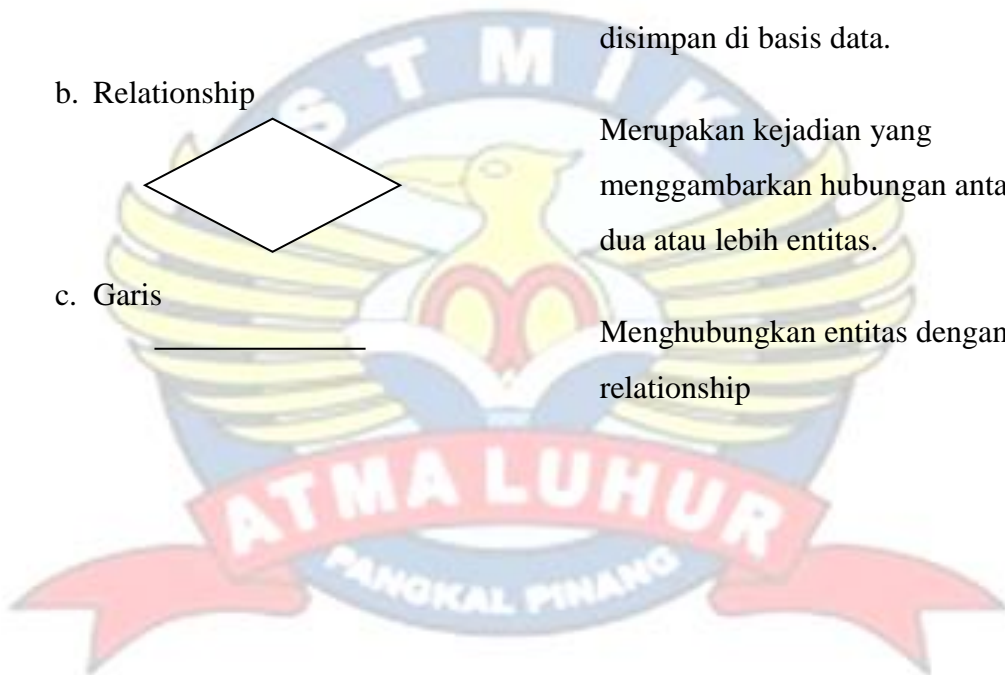 disimpan di basis data.
b. Relationship
Merupakan kejadian yang
menggambarkan hubungan anta
dua atau lebih entitas.
c. Garis
Menghubungkan entitas dengan
relationship
STMIK
ATMA LUHUR
PANGKAL PINANG